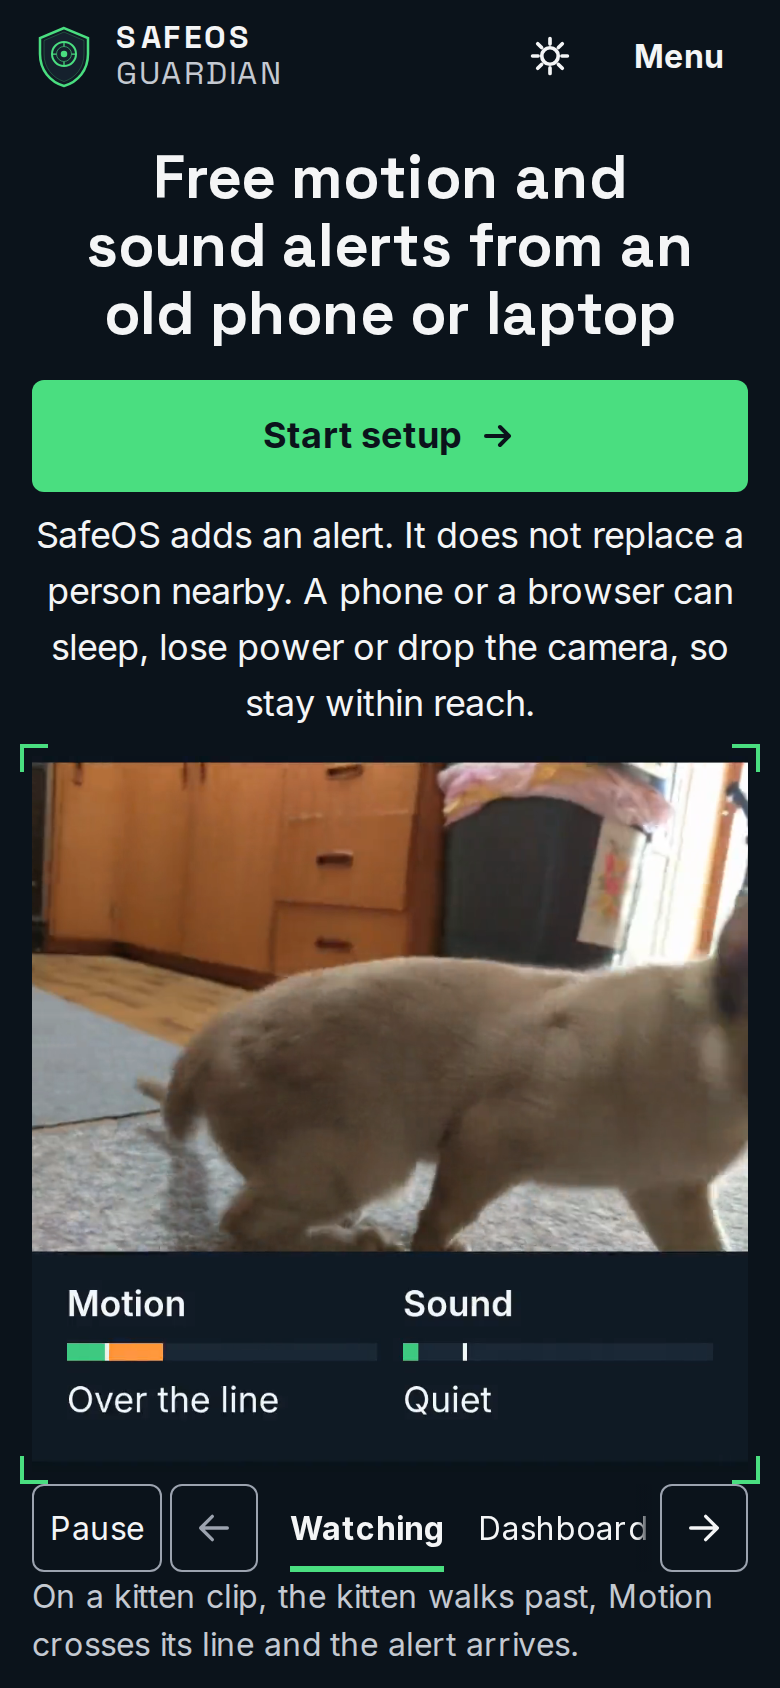 SAFEOS
GUARDIAN
Menu
Free motion and
sound alerts from an
old phone or laptop
Start setup →
SafeOS adds an alert. It does not replace a
person nearby. A phone or a browser can
sleep, lose power or drop the camera, so
stay within reach.
Motion
Sound
Over the line
Quiet
Pause
←
Watching
Dashboard
→
On a kitten clip, the kitten walks past, Motion
crosses its line and the alert arrives.